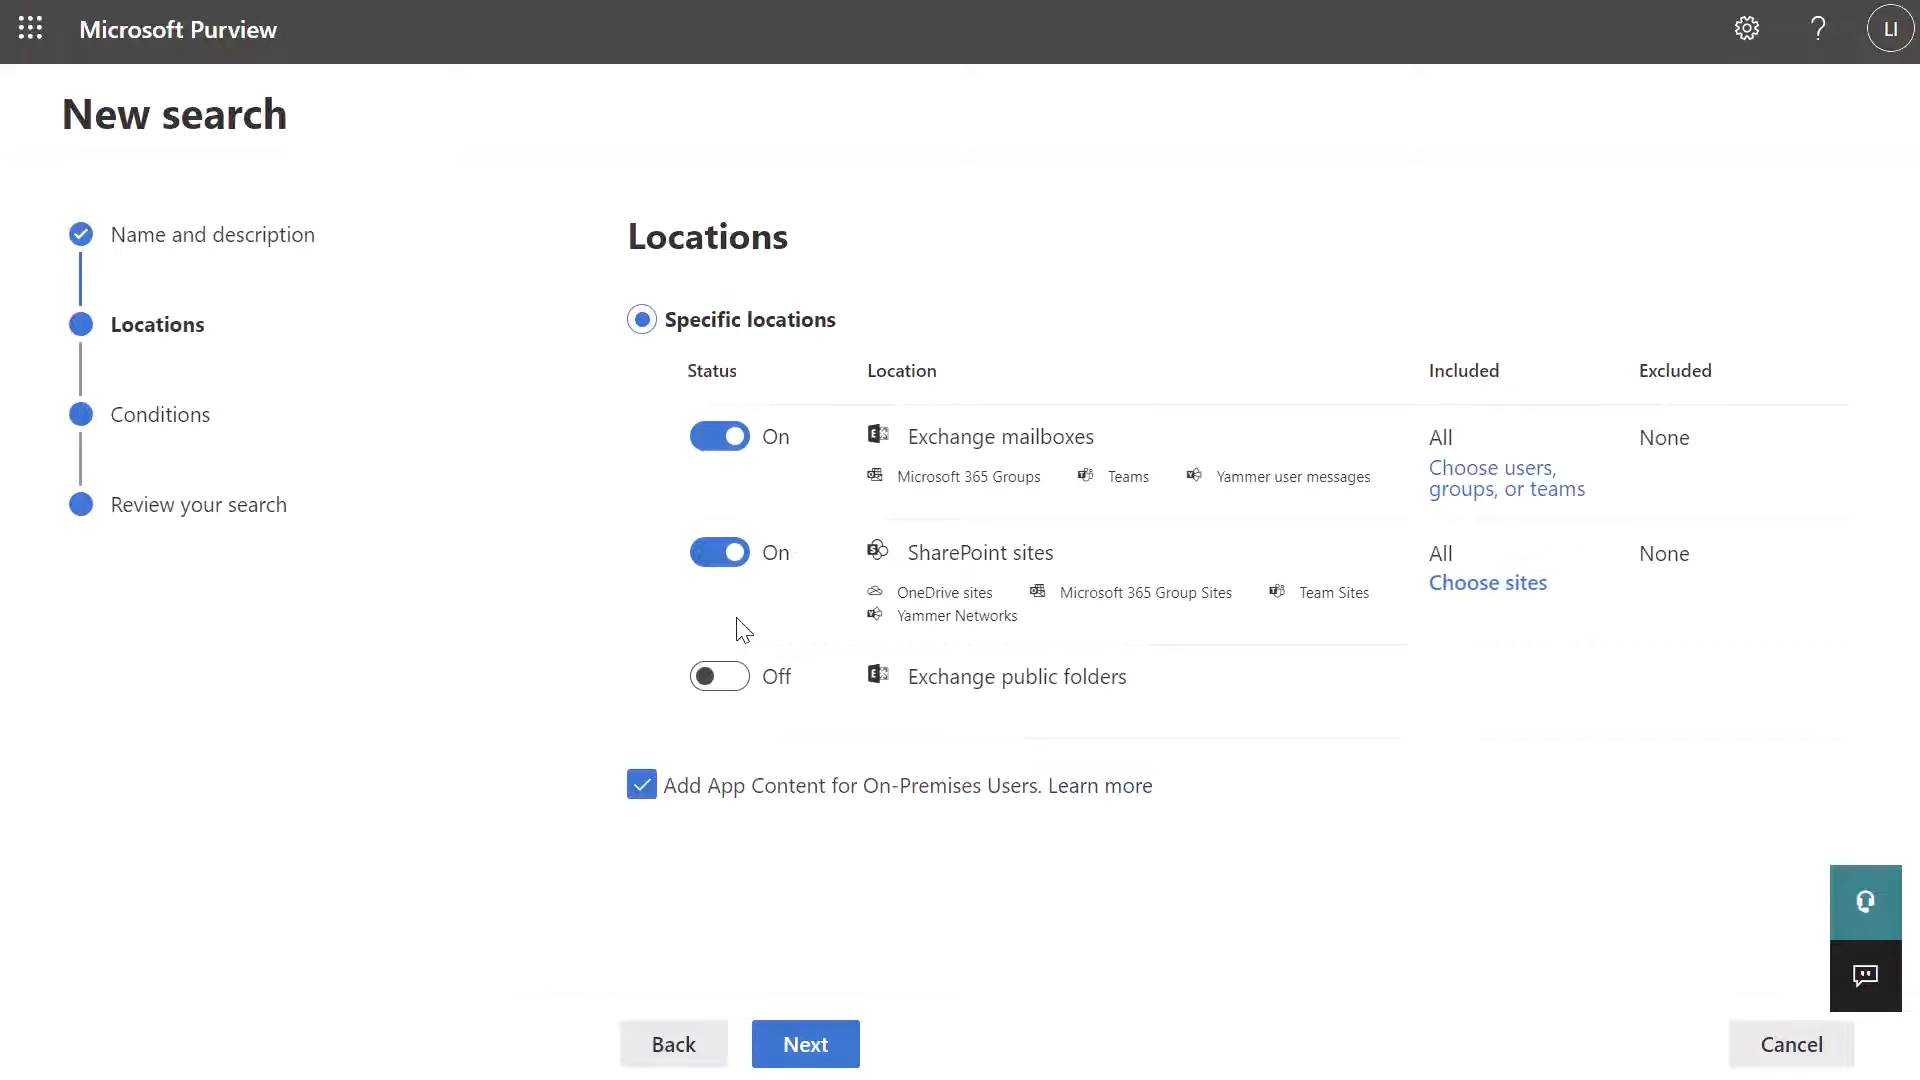 Microsoft Purview
LI
New search
Name and description
Locations
Conditions
Review your search
Locations
Specific locations
Status Location Included Excluded
On Exchange mailboxes All None
Microsoft 365 Groups Teams Yammer user messages
Choose users,
groups, or teams
On SharePoint sites All None
Choose sites
OneDrive sites Microsoft 365 Group Sites Team Sites
Yammer Networks
Off Exchange public folders
Add App Content for On-Premises Users. Learn more
Back Next Cancel